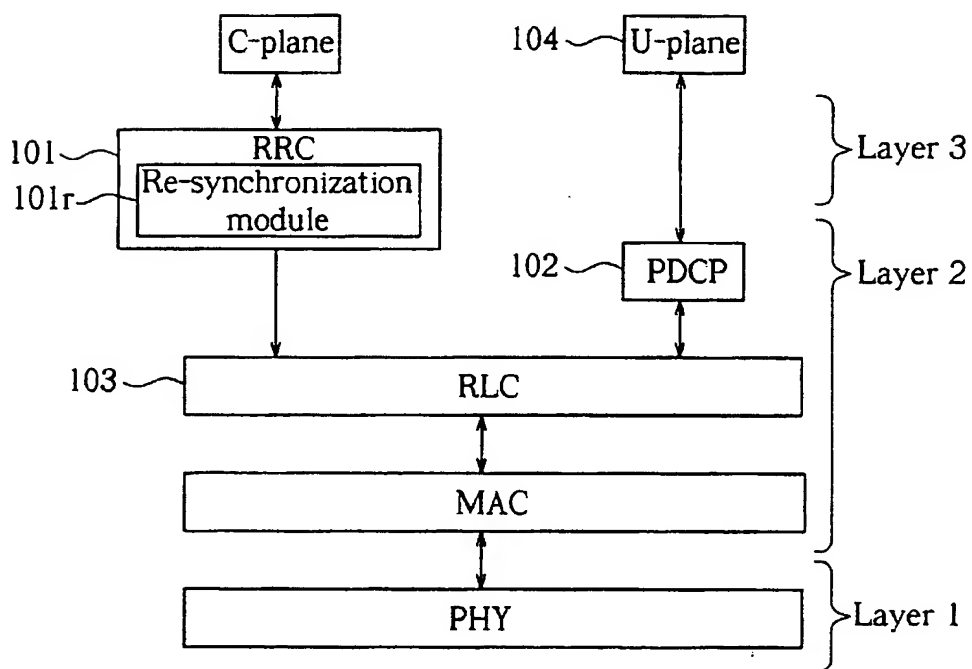 C-plane
104
U-plane
101
RRC
Layer 3
101r
Re-synchronization
module
102
PDCP
Layer 2
103
RLC
MAC
PHY
Layer 1